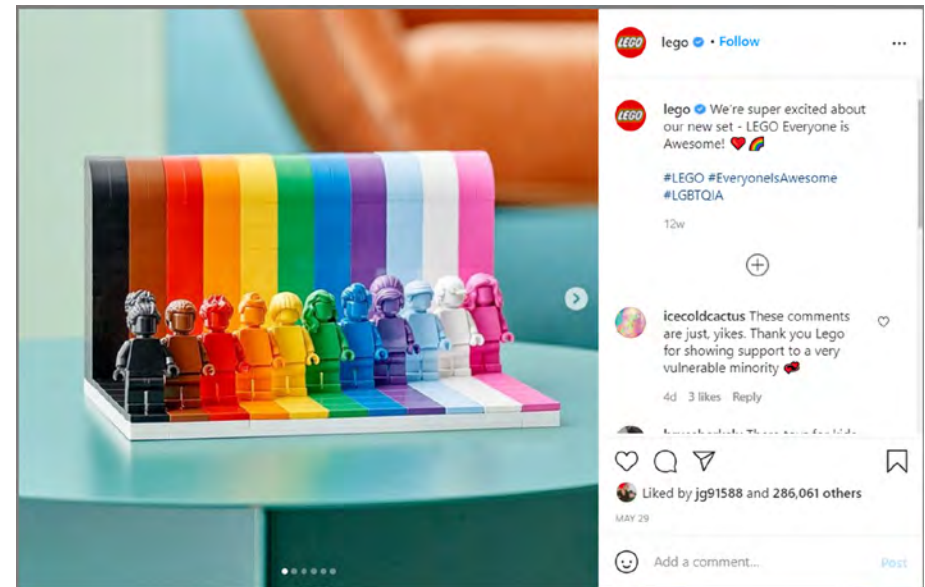 LEGO
lego • Follow
LEGO
lego We're super excited about
our new set - LEGO Everyone is
Awesome! ❤️🌈
#LEGO #EveryoneIsAwesome
#LGBTQIA
12w
icecoldcactus These comments
are just, yikes. Thank you Lego
for showing support to a very
vulnerable minority
4d 3 likes Reply
Liked by jg91588 and 286,061 others
MAY 29
Add a comment...
Post